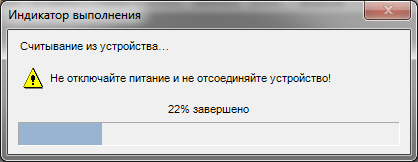 Индикатор выполнения
Считывание из устройства...
Не отключайте питание и не отсоединяйте устройство!
22% завершено